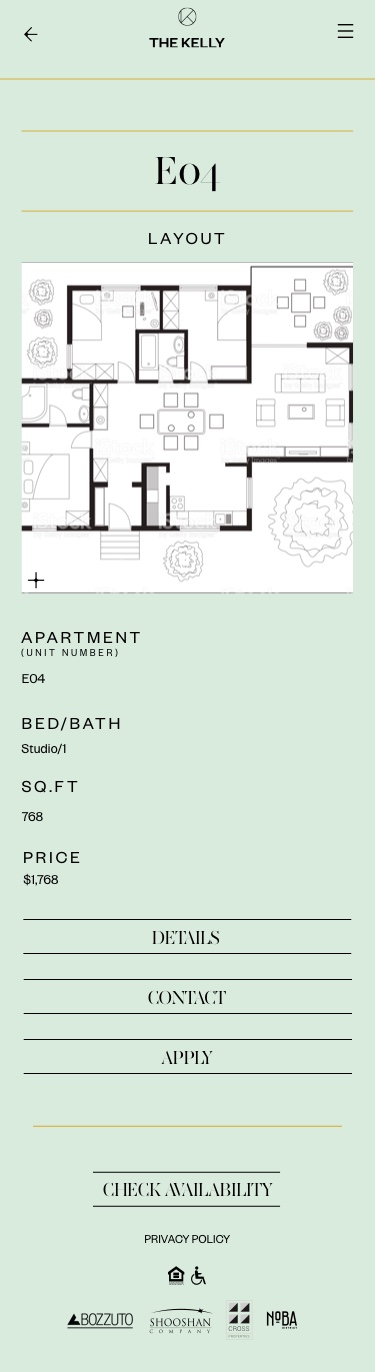 THE KELLY
E04
LAYOUT
APARTMENT
(UNIT NUMBER)
E04
BED/BATH
Studio/1
SQ.FT
768
PRICE
$1,768
DETAILS
CONTACT
APPLY
CHECK AVAILABILITY
PRIVACY POLICY
BOZZUTO
SHOOSHAN
COMPANY
CROSS
NOBA